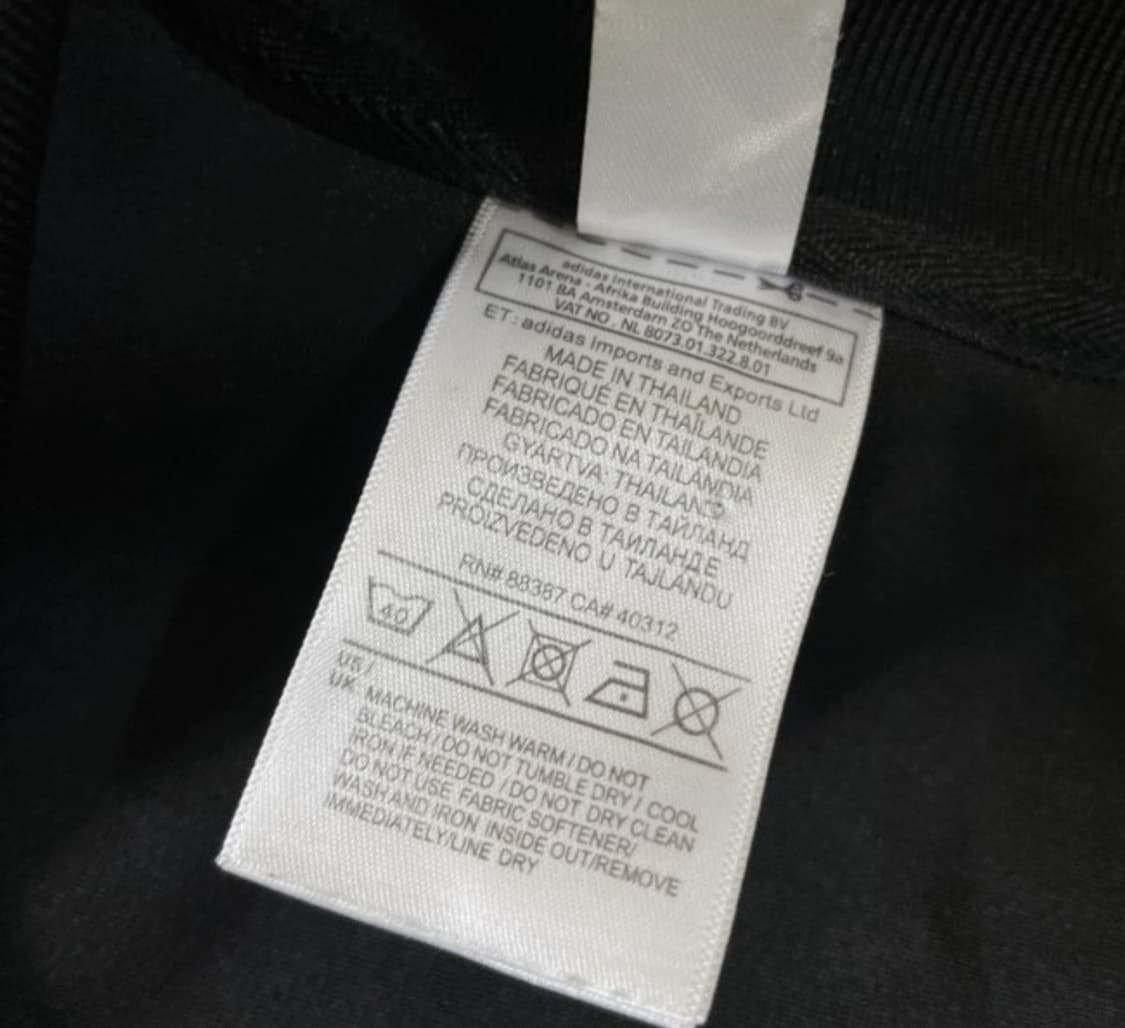 adidas International Trading BV
Atlas Arena - Afrika Building Hoogoorddreef 9a
1101 BA Amsterdam ZO The Netherlands
VAT NO . NL 8073.01.322.8.01
ET: adidas Imports and Exports Ltd
MADE IN THAILAND
FABRIQUÉ EN THAÏLANDE
FABRICADO EN TAILANDIA
FABRICADO NA TAILÂNDIA
GYÁRTVA: THAILAND
ПРОИЗВЕДЕНО В ТАЙЛАНД
СДЕЛАНО В ТАИЛАНДЕ
PROIZVEDENO U TAJLANDU
RN# 88387 CA# 40312
40
US /
UK MACHINE WASH WARM / DO NOT
BLEACH / DO NOT TUMBLE DRY / COOL
IRON IF NEEDED / DO NOT DRY CLEAN
DO NOT USE FABRIC SOFTENER/
WASH AND IRON INSIDE OUT/REMOVE
IMMEDIATELY/LINE DRY